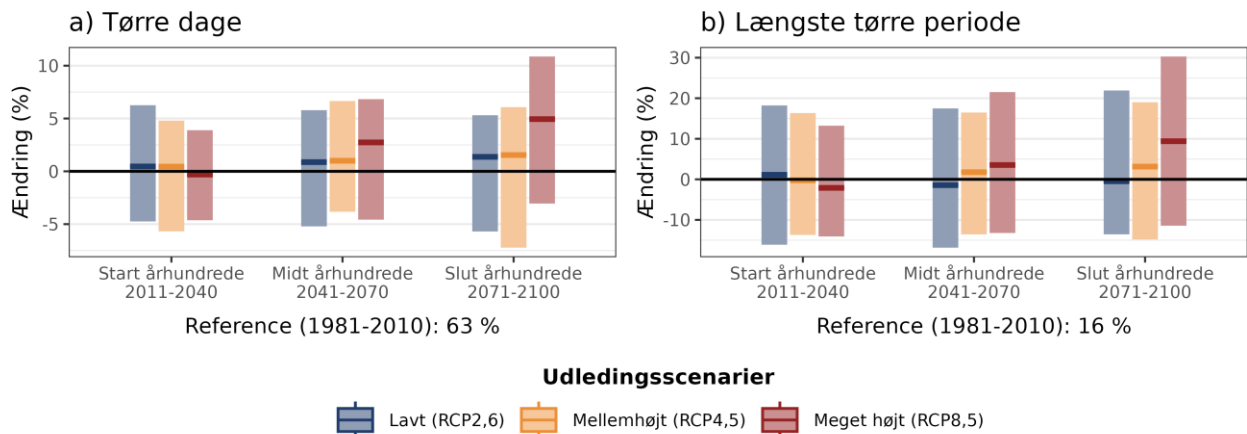 a) Tørre dage
Ændring (%)
10
5
0
-5
Start århundrede
2011-2040
Midt århundrede
2041-2070
Slut århundrede
2071-2100
Reference (1981-2010): 63 %
b) Længste tørre periode
Ændring (%)
30
20
10
0
-10
Start århundrede
2011-2040
Midt århundrede
2041-2070
Slut århundrede
2071-2100
Reference (1981-2010): 16 %
Udledingsscenarier
Lavt (RCP2,6)
Mellemhøjt (RCP4,5)
Meget højt (RCP8,5)